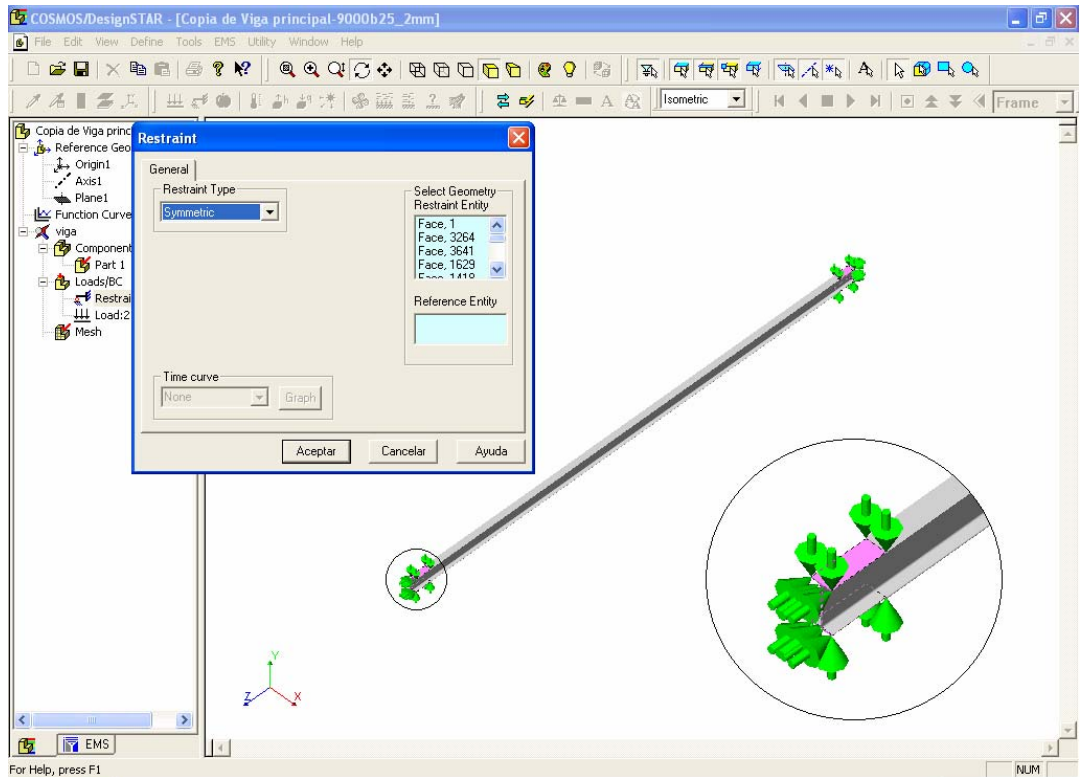 COSMOS/DesignSTAR - [Copia de Viga principal-9000b25_2mm]
File Edit View Define Tools EMS Utility Window Help
Isometric
Frame
Copia de Viga princ
Reference Geo
Origin1
Axis1
Plane1
Function Curve
viga
Component
Part 1
Loads/BC
Restrai
Load:2
Mesh
Restraint
General
Restraint Type
Symmetric
Select Geometry
Restraint Entity
Face, 1
Face, 3264
Face, 3641
Face, 1629
Face, 1418
Reference Entity
Time curve
None
Graph
Aceptar Cancelar Ayuda
Y
Z
X
EMS
For Help, press F1
NUM